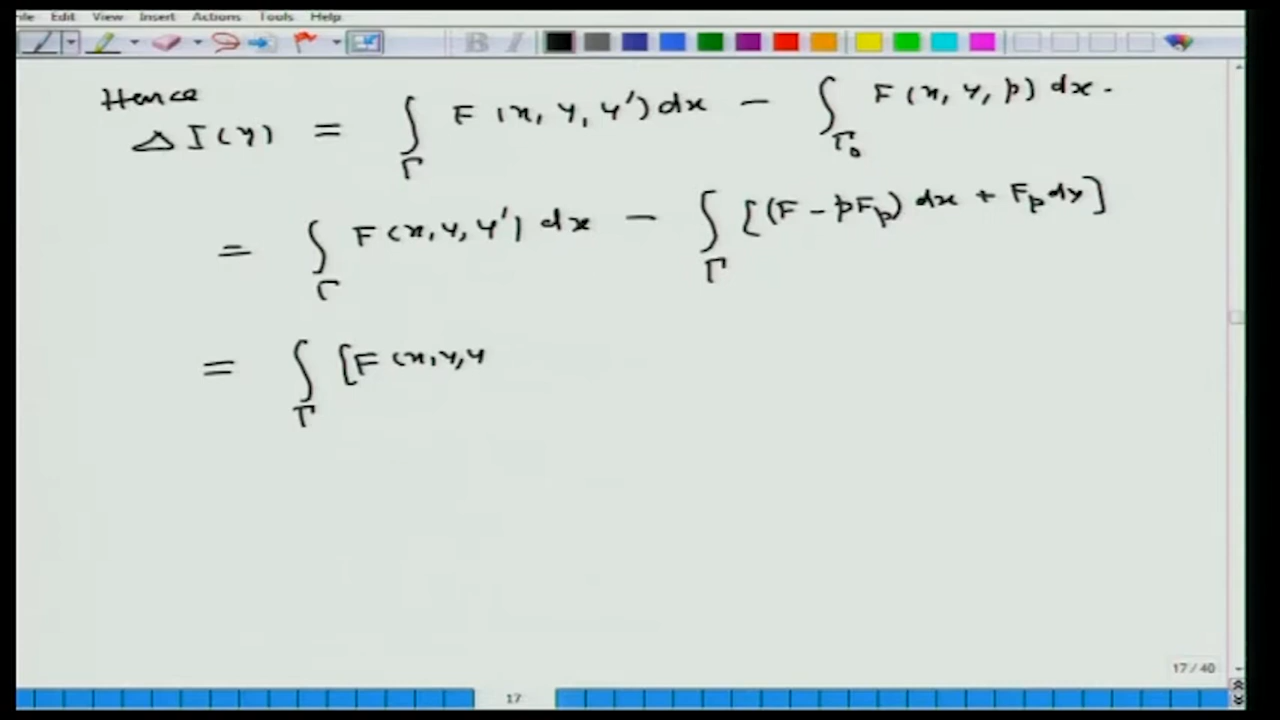 File Edit View Insert Actions Tools Help
Hence
Δ I(y) = ∫_Γ F(x, y, y') dx − ∫_Γ₀ F(x, y, p) dx.
= ∫_Γ F(x, y, y') dx − ∫_Γ [(F − pF_p) dx + F_p dy]
= ∫_Γ [F(x, y, y
17 / 40
17